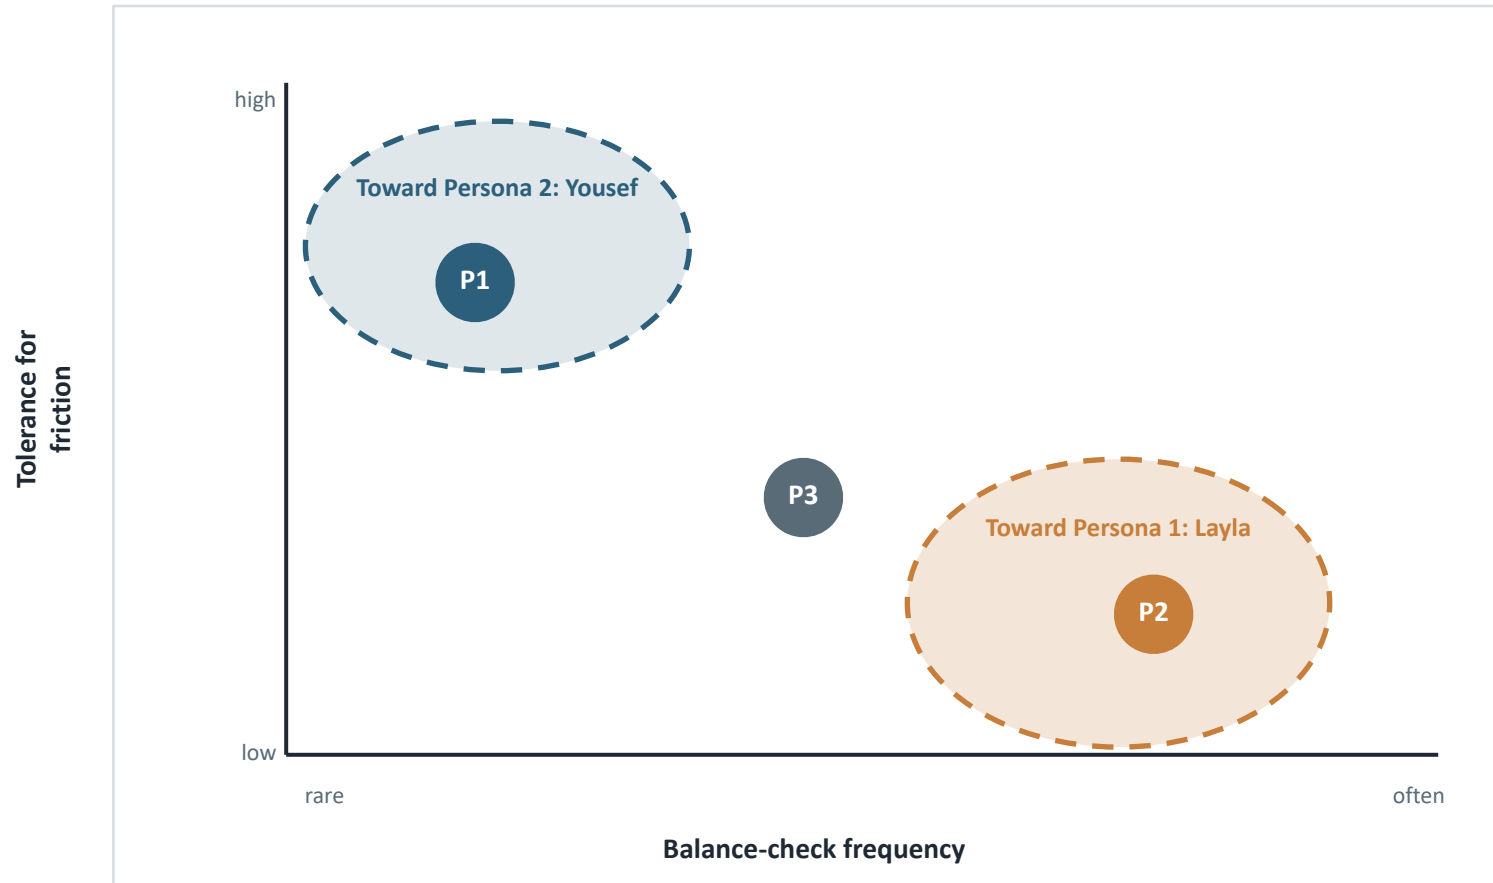 high
Toward Persona 2: Yousef
P1
Tolerance for
friction
P3
Toward Persona 1: Layla
P2
low
rare
often
Balance-check frequency